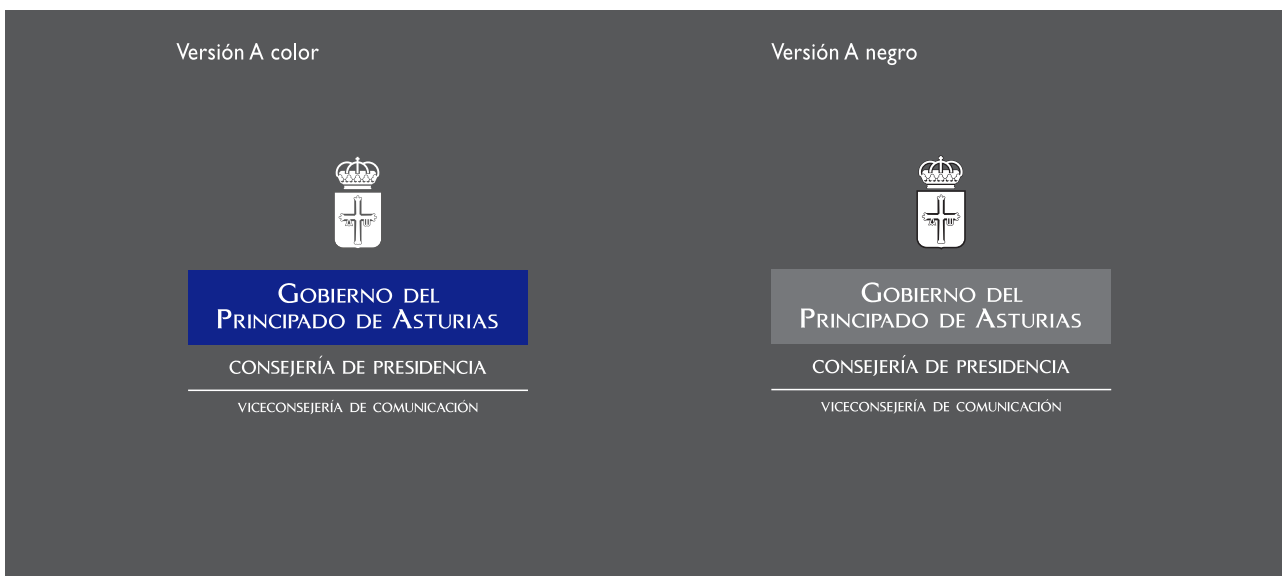 Versión A color
GOBIERNO DEL
PRINCIPADO DE ASTURIAS
CONSEJERÍA DE PRESIDENCIA
VICECONSEJERÍA DE COMUNICACIÓN
Versión A negro
GOBIERNO DEL
PRINCIPADO DE ASTURIAS
CONSEJERÍA DE PRESIDENCIA
VICECONSEJERÍA DE COMUNICACIÓN